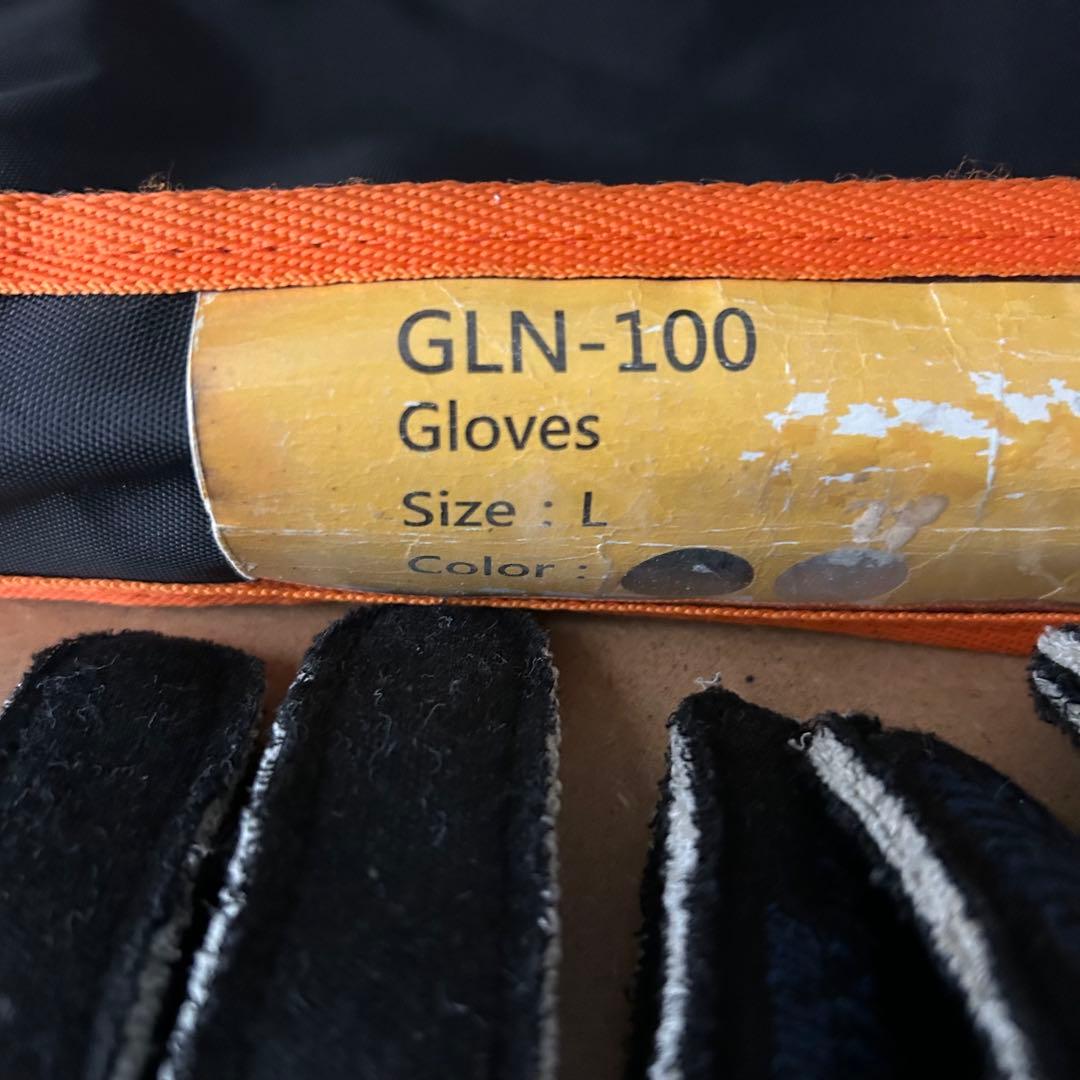 GLN-100
Gloves
Size : L
Color :